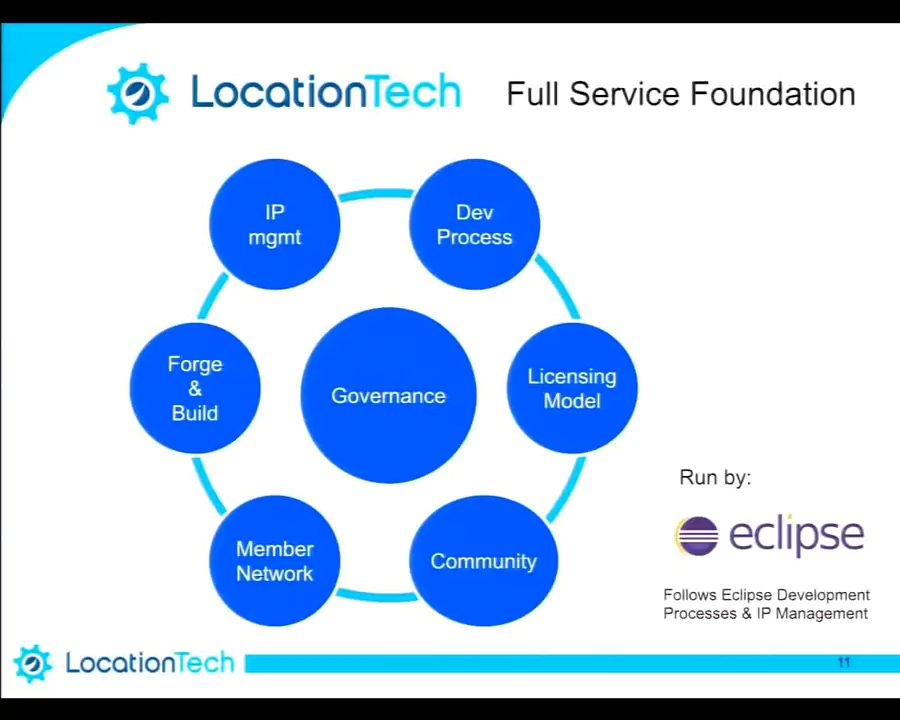 LocationTech Full Service Foundation
IP
mgmt
Dev
Process
Forge
&
Build
Governance
Licensing
Model
Member
Network
Community
Run by:
eclipse
Follows Eclipse Development
Processes & IP Management
LocationTech
11